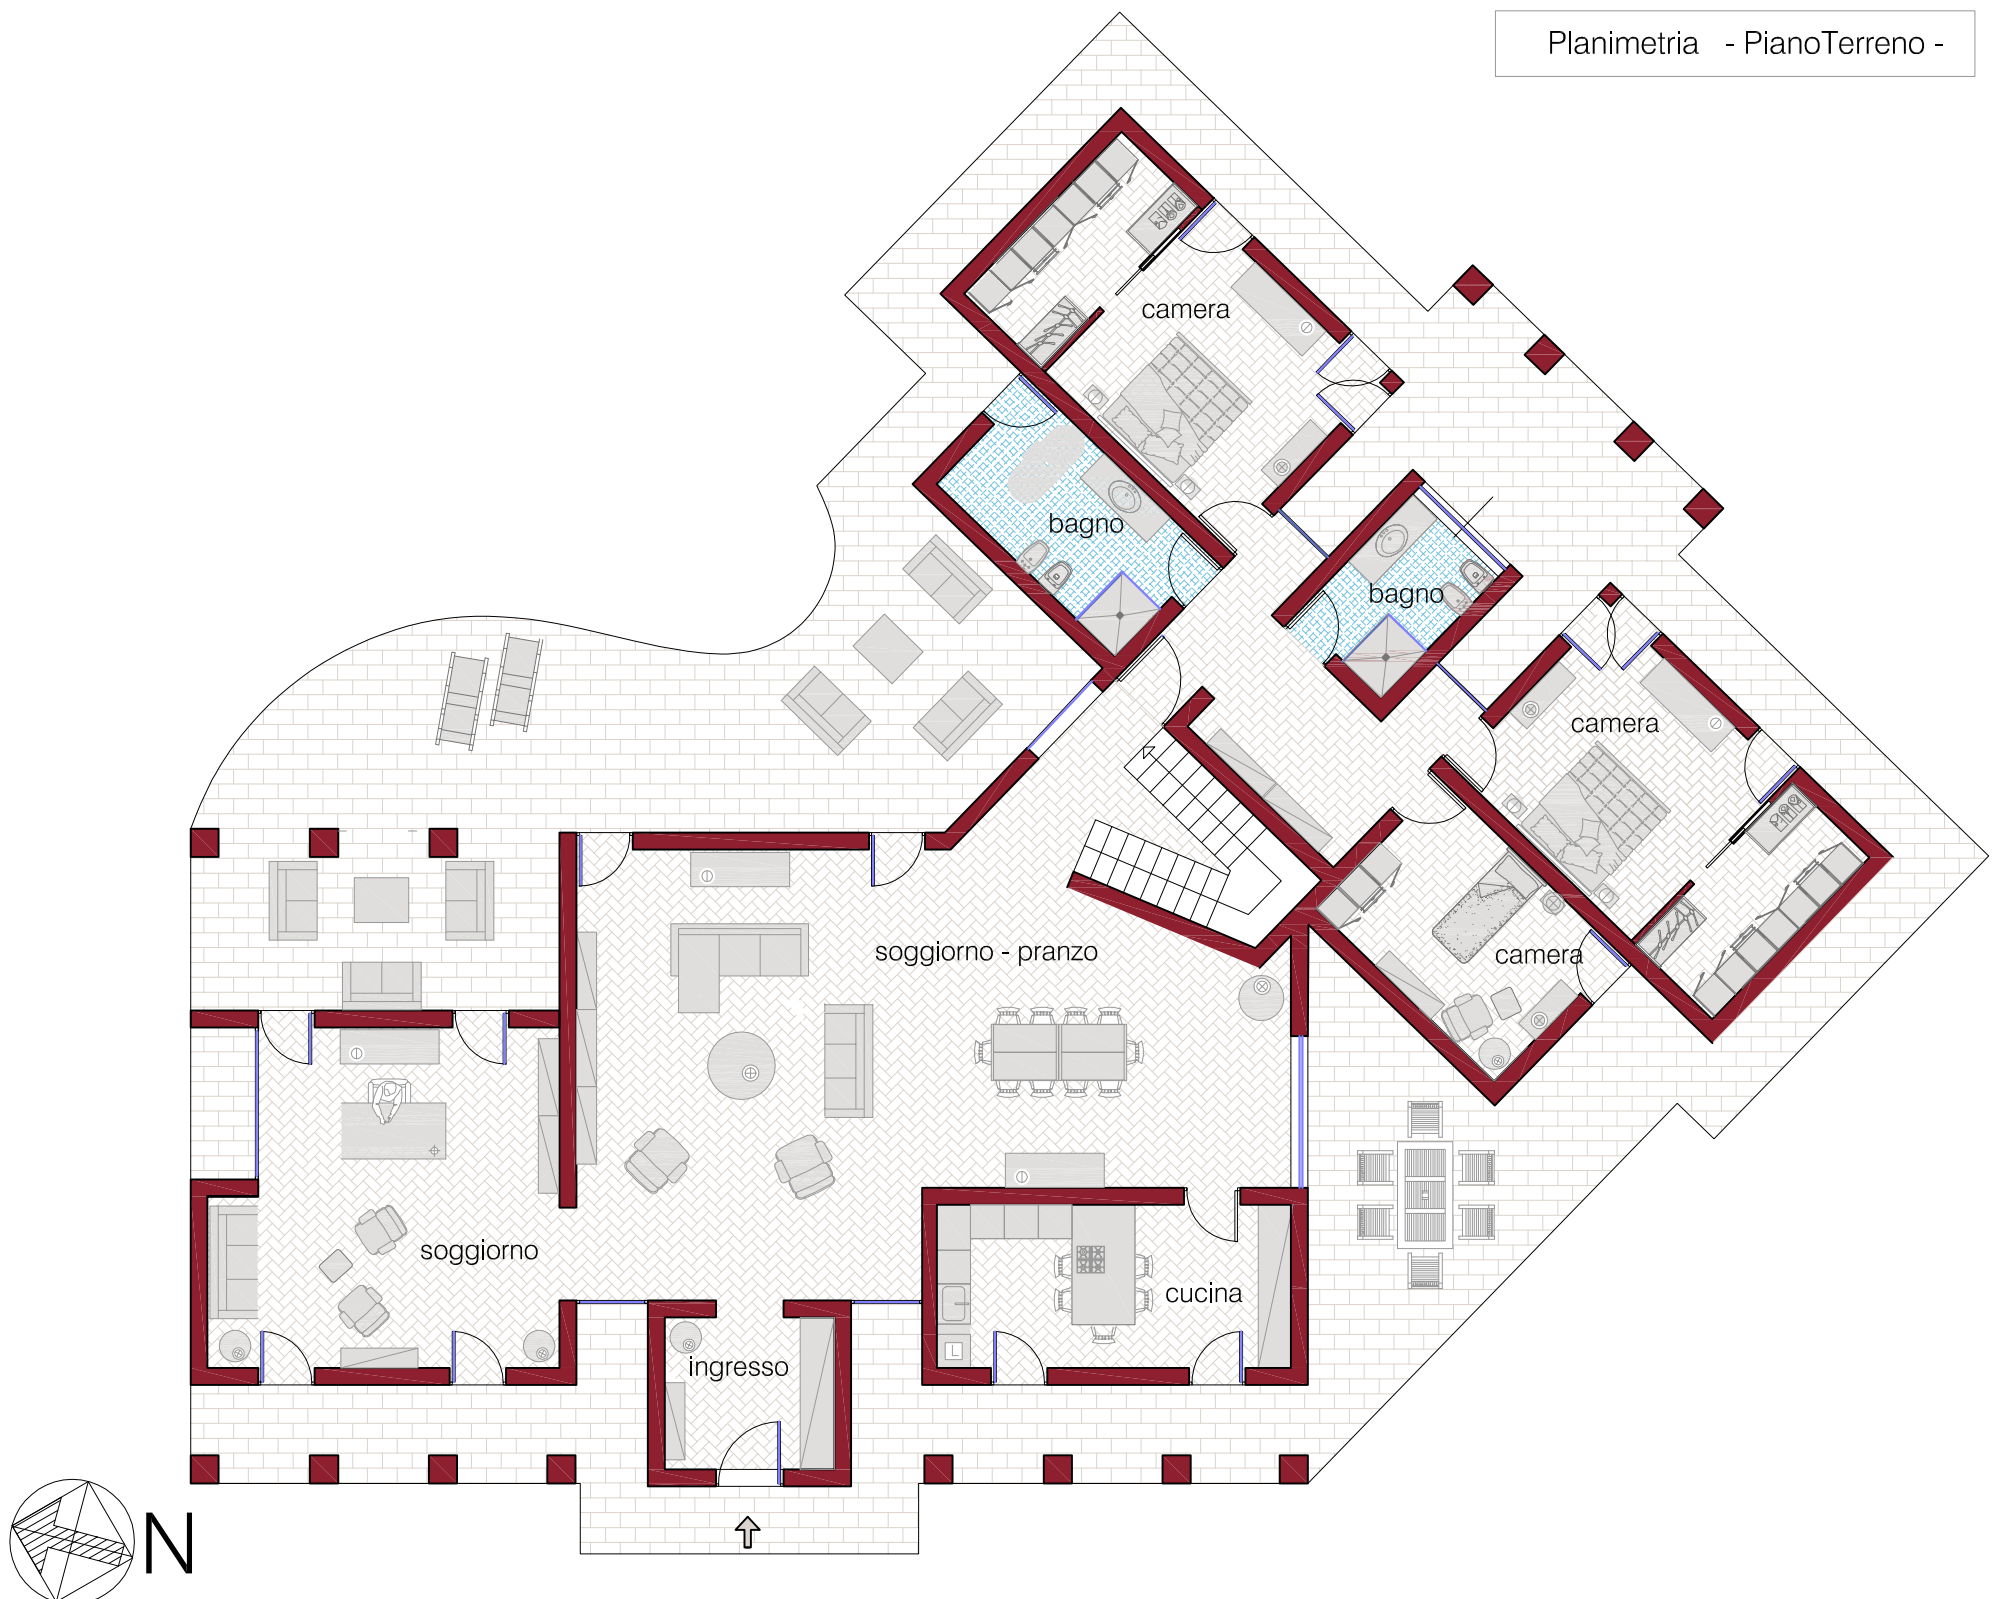 Planimetria - PianoTerreno -
camera
bagno
bagno
camera
soggiorno - pranzo
camera
soggiorno
cucina
ingresso
L
N